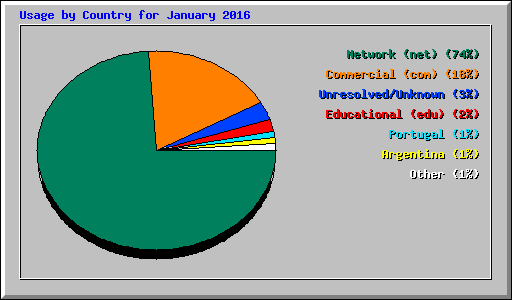 Usage by Country for January 2016
Network (net) (74%)
Commercial (com) (18%)
Unresolved/Unknown (3%)
Educational (edu) (2%)
Portugal (1%)
Argentina (1%)
Other (1%)